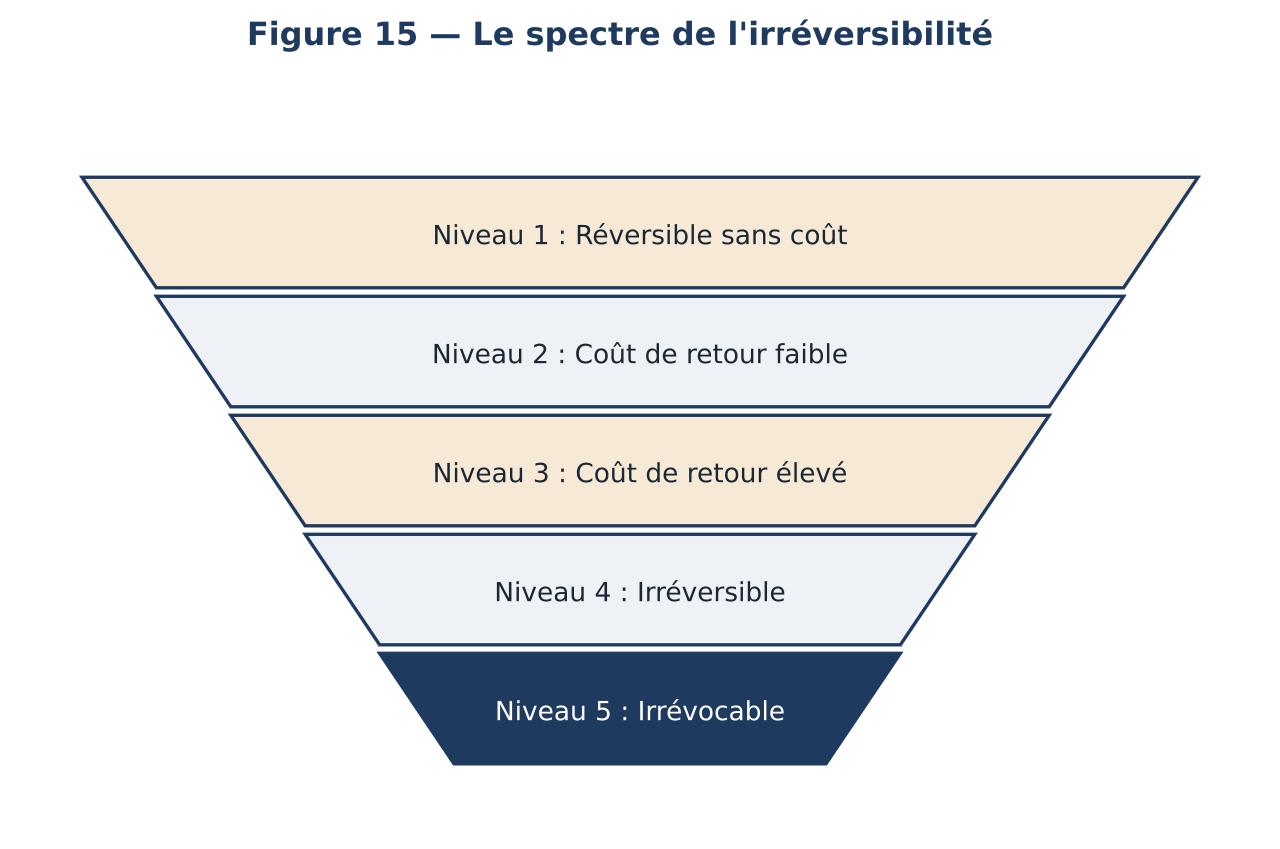 Figure 15 — Le spectre de l'irréversibilité
Niveau 1 : Réversible sans coût
Niveau 2 : Coût de retour faible
Niveau 3 : Coût de retour élevé
Niveau 4 : Irréversible
Niveau 5 : Irrévocable